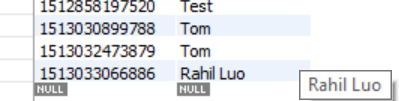 1512858197520 Test
1513030899788 Tom
1513032473879 Tom
1513033066886 Rahil Luo
NULL NULL
Rahil Luo